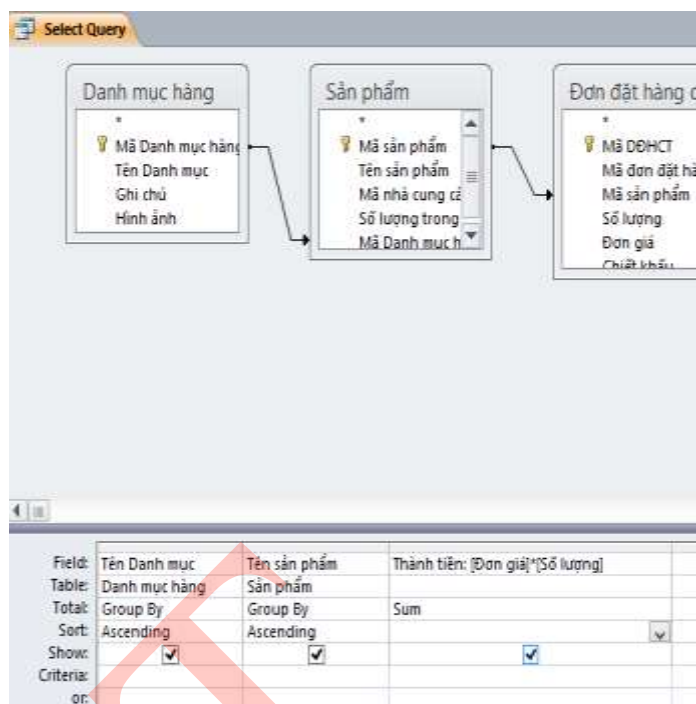 Select Query
Danh mục hàng
*
Mã Danh mục hàng
Tên Danh mục
Ghi chú
Hình ảnh
Sản phẩm
*
Mã sản phẩm
Tên sản phẩm
Mã nhà cung cấ
Số lượng trong
Mã Danh mục h
Đơn đặt hàng c
*
Mã DĐHCT
Mã đơn đặt hà
Mã sản phẩm
Số lượng
Đơn giá
Chiết khấu
Field: Tên Danh mục Tên sản phẩm Thành tiền: [Đơn giá]*[Số lượng]
Table: Danh mục hàng Sản phẩm
Total: Group By Group By Sum
Sort: Ascending Ascending
Show:
Criteria:
or: